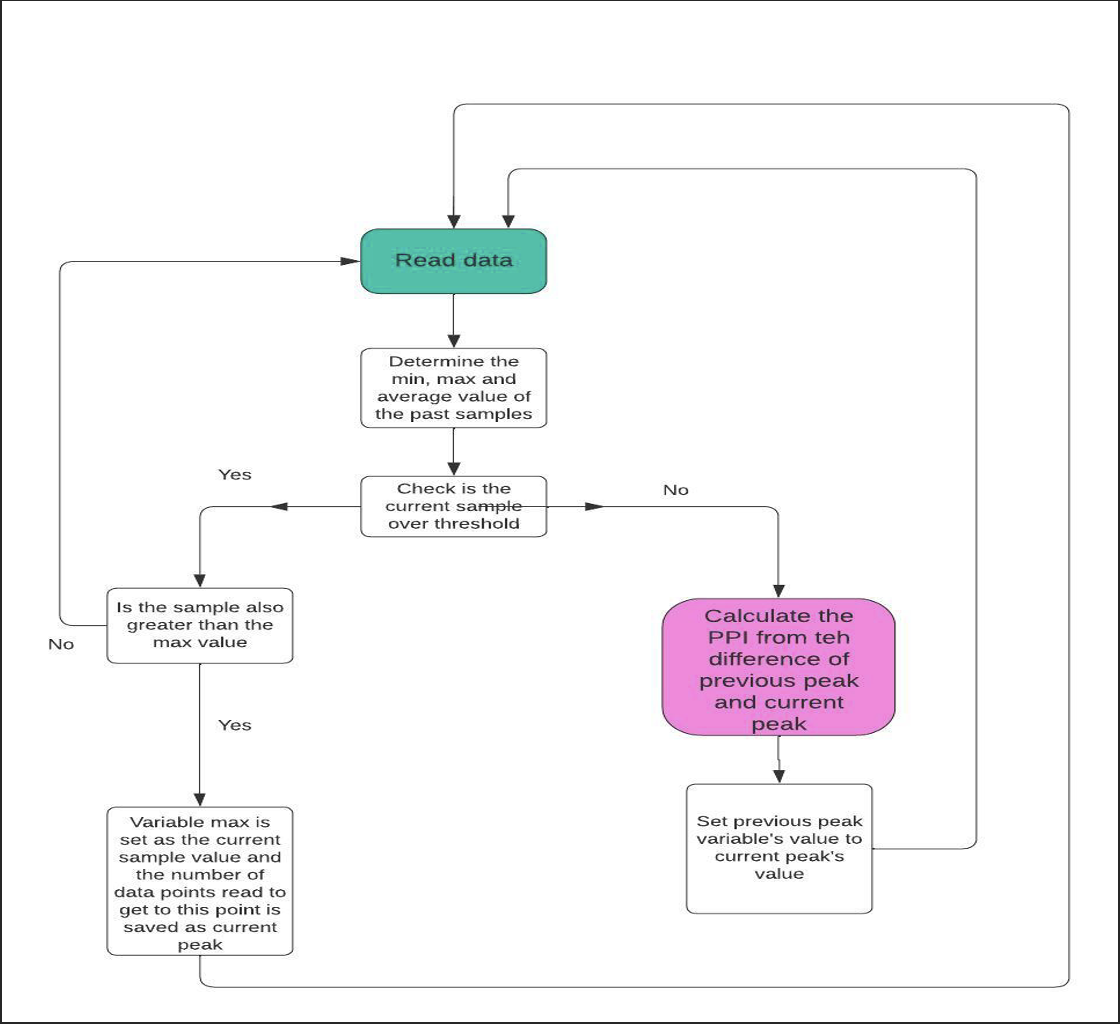 Read data
Determine the
min, max and
average value of
the past samples
Yes
Check is the
current sample
over threshold
No
Is the sample also
greater than the
max value
No
Calculate the
PPI from teh
difference of
previous peak
and current
peak
Yes
Variable max is
set as the current
sample value and
the number of
data points read to
get to this point is
saved as current
peak
Set previous peak
variable's value to
current peak's
value